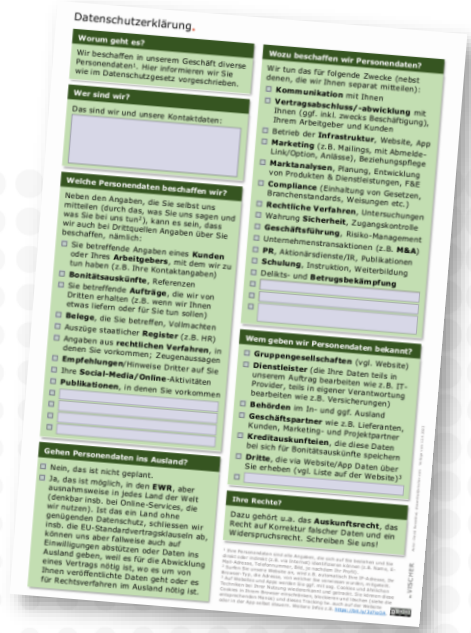 Datenschutzerklärung.
Worum geht es?
Wir beschaffen in unserem Geschäft diverse
Personendaten¹. Hier informieren wir Sie
wie im Datenschutzgesetz vorgeschrieben.
Wer sind wir?
Das sind wir und unsere Kontaktdaten:
Welche Personendaten beschaffen wir?
Neben den Angaben, die Sie selbst uns
mitteilen (durch das, was Sie uns sagen und
was Sie bei uns tun²), kann es sein, dass
wir auch bei Drittquellen Angaben über Sie
beschaffen, nämlich:
Sie betreffende Angaben eines Kunden
oder Ihres Arbeitgebers, mit dem wir zu
tun haben (z.B. Ihre Kontaktangaben)
Bonitätsauskünfte, Referenzen
Sie betreffende Aufträge, die wir von
Dritten erhalten (z.B. wenn wir Ihnen
etwas liefern oder für Sie tun sollen)
Belege, die Sie betreffen, Vollmachten
Auszüge staatlicher Register (z.B. HR)
Angaben aus rechtlichen Verfahren, in
denen Sie vorkommen; Zeugenaussagen
Empfehlungen/Hinweise Dritter auf Sie
Ihre Social-Media/Online-Aktivitäten
Publikationen, in denen Sie vorkommen
Gehen Personendaten ins Ausland?
Nein, das ist nicht geplant.
Ja, das ist möglich, in den EWR, aber
ausnahmsweise in jedes Land der Welt
(denkbar insb. bei Online-Services, die
wir nutzen). Ist das ein Land ohne
genügenden Datenschutz, schliessen wir
insb. die EU-Standardvertragsklauseln ab,
können uns aber fallweise auch auf
Einwilligungen abstützen oder Daten ins
Ausland geben, weil es für die Abwicklung
eines Vertrags nötig ist, wo es um von
Ihnen veröffentlichte Daten geht oder es
für Rechtsverfahren im Ausland nötig ist.
Wozu beschaffen wir Personendaten?
Wir tun das für folgende Zwecke (nebst
denen, die wir Ihnen separat mitteilen):
Kommunikation mit Ihnen
Vertragsabschluss/-abwicklung mit
Ihnen (ggf. inkl. zwecks Beschäftigung),
Ihrem Arbeitgeber und Kunden
Betrieb der Infrastruktur, Website, App
Marketing (z.B. Mailings, mit Abmelde-
Link/Option, Anlässe), Beziehungspflege
Marktanalysen, Planung, Entwicklung
von Produkten & Dienstleistungen, F&E
Compliance (Einhaltung von Gesetzen,
Branchenstandards, Weisungen etc.)
Rechtliche Verfahren, Untersuchungen
Wahrung Sicherheit, Zugangskontrolle
Geschäftsführung, Risiko-Management
Unternehmenstransaktionen (z.B. M&A)
PR, Aktionärsdienste/IR, Publikationen
Schulung, Instruktion, Weiterbildung
Delikts- und Betrugsbekämpfung
Wem geben wir Personendaten bekannt?
Gruppengesellschaften (vgl. Website)
Dienstleister (die Ihre Daten teils in
unserem Auftrag bearbeiten wie z.B. IT-
Provider, teils in eigener Verantwortung
bearbeiten wie z.B. Versicherungen)
Behörden im In- und ggf. Ausland
Geschäftspartner wie z.B. Lieferanten,
Kunden, Marketing- und Projektpartner
Kreditauskunfteien, die diese Daten
bei sich für Bonitätsauskünfte speichern
Dritte, die via Website/App Daten über
Sie erheben (vgl. Liste auf der Website)³
Ihre Rechte?
Dazu gehört u.a. das Auskunftsrecht, das
Recht auf Korrektur falscher Daten und ein
Widerspruchsrecht. Schreiben Sie uns!
VISCHER